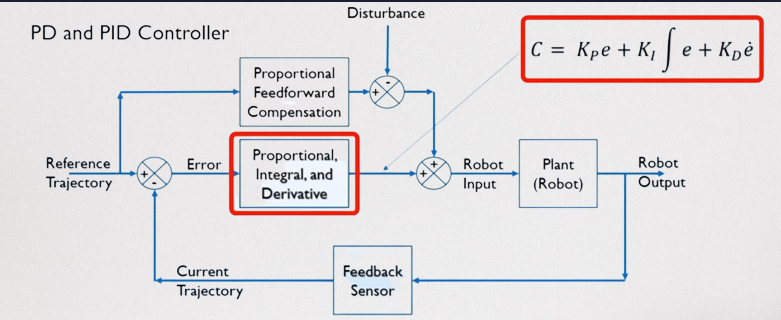 Disturbance
PD and PID Controller
C = K_P e + K_I ∫ e + K_D ė
Proportional
Feedforward
Compensation
-
+
Reference
Trajectory
+
-
Error
Proportional,
Integral, and
Derivative
+
+
Robot
Input
Plant
(Robot)
Robot
Output
Current
Trajectory
Feedback
Sensor